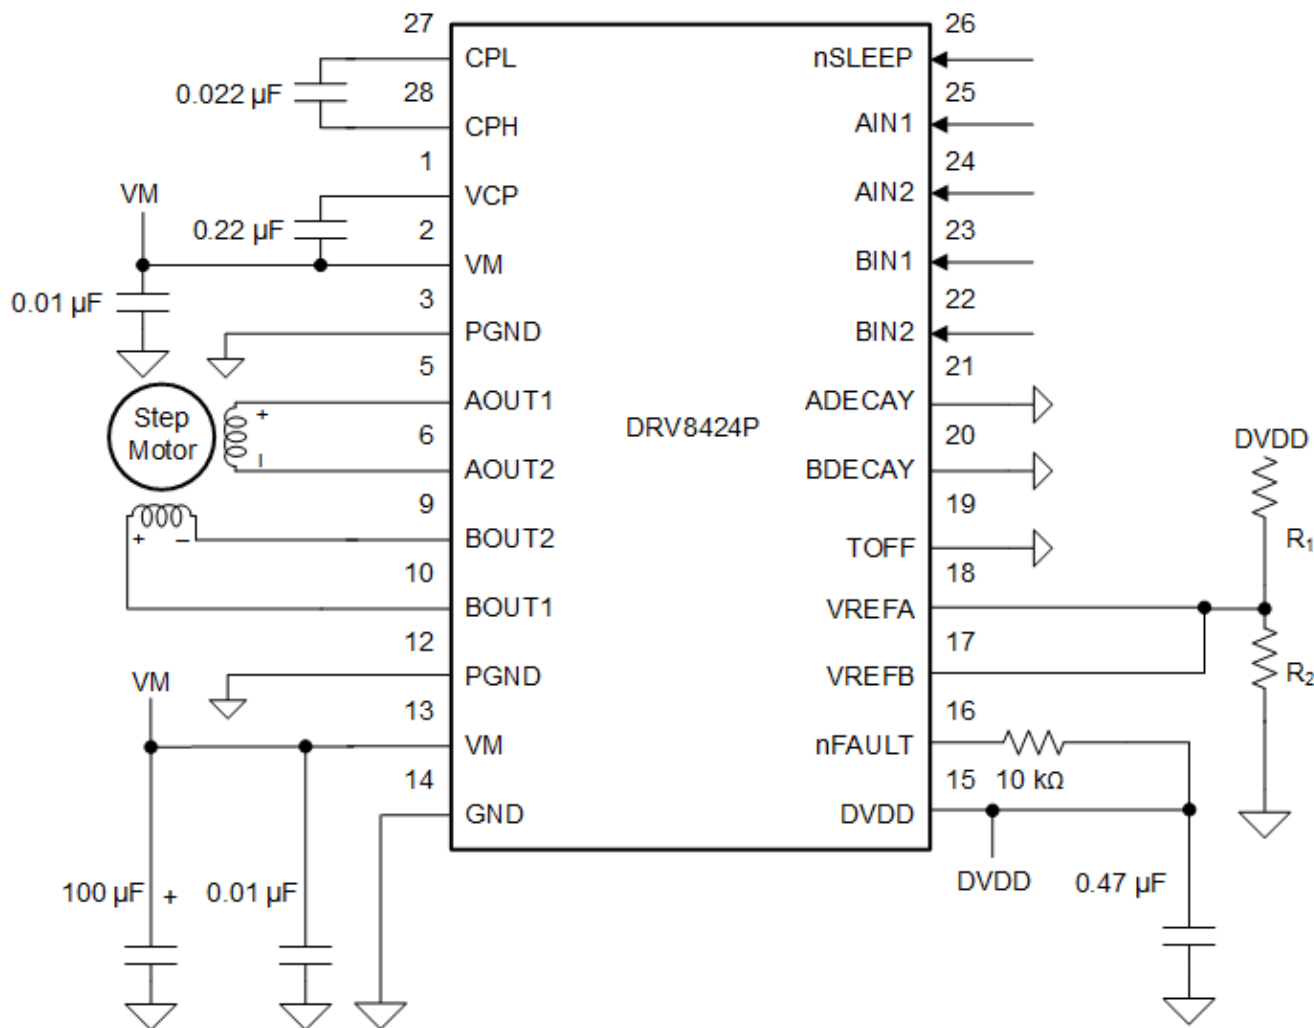 27
CPL
0.022 µF
28
CPH
1
VM
VCP
0.22 µF
2
VM
0.01 µF
3
PGND
5
Step
Motor
+
–
AOUT1
6
AOUT2
9
+ –
BOUT2
10
BOUT1
12
PGND
VM
13
VM
14
GND
100 µF +
0.01 µF
DRV8424P
26
nSLEEP
25
AIN1
24
AIN2
23
BIN1
22
BIN2
21
ADECAY
20
BDECAY
19
TOFF
18
VREFA
17
VREFB
16
nFAULT
10 kΩ
15
DVDD
DVDD
0.47 µF
DVDD
R1
R2